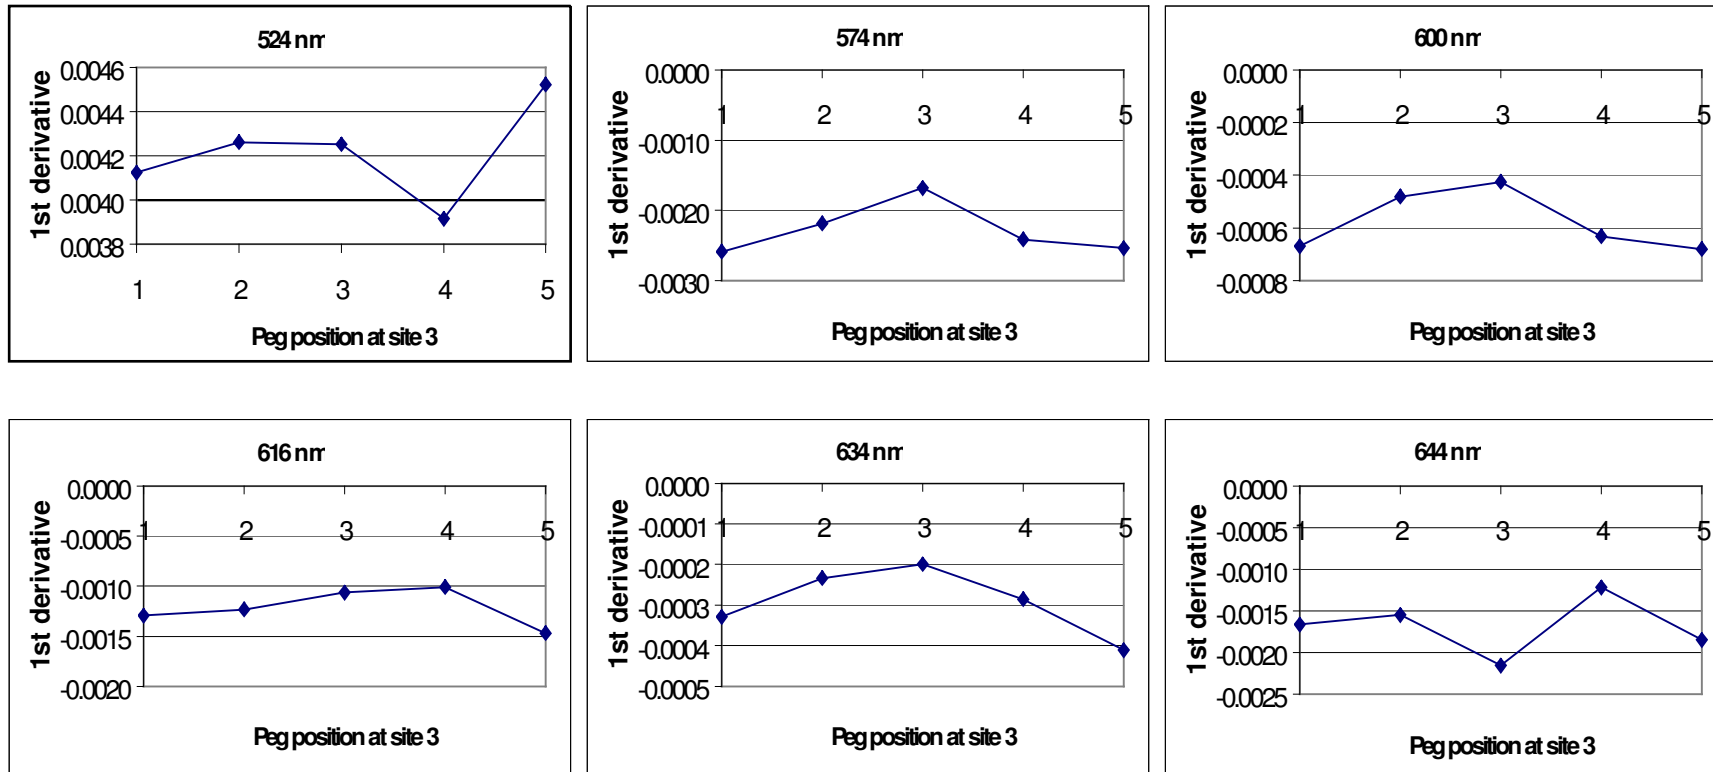 524 nm
0.0046
0.0044
0.0042
0.0040
0.0038
1st derivative
1 2 3 4 5
Peg position at site 3
574 nm
0.0000
-0.0010
-0.0020
-0.0030
1st derivative
1 2 3 4 5
Peg position at site 3
600 nm
0.0000
-0.0002
-0.0004
-0.0006
-0.0008
1st derivative
1 2 3 4 5
Peg position at site 3
616 nm
0.0000
-0.0005
-0.0010
-0.0015
-0.0020
1st derivative
1 2 3 4 5
Peg position at site 3
634 nm
0.0000
-0.0001
-0.0002
-0.0003
-0.0004
-0.0005
1st derivative
1 2 3 4 5
Peg position at site 3
644 nm
0.0000
-0.0005
-0.0010
-0.0015
-0.0020
-0.0025
1st derivative
1 2 3 4 5
Peg position at site 3